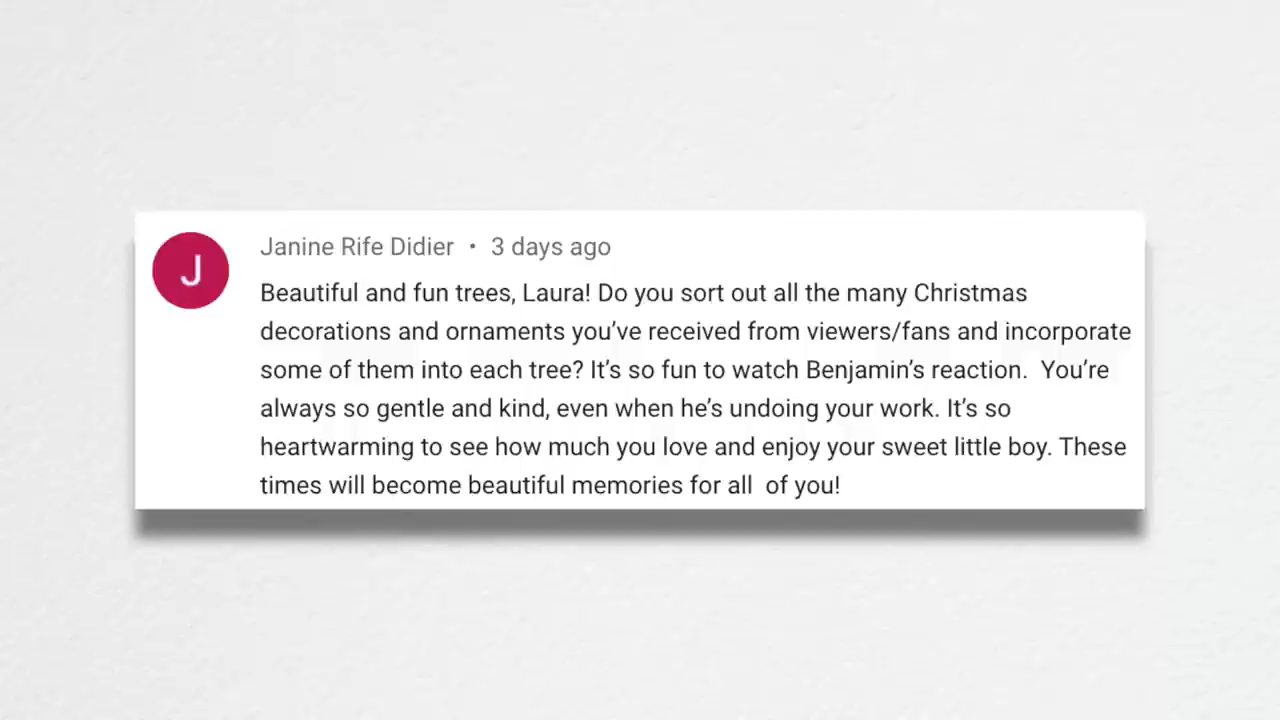 J
Janine Rife Didier • 3 days ago
Beautiful and fun trees, Laura! Do you sort out all the many Christmas
decorations and ornaments you’ve received from viewers/fans and incorporate
some of them into each tree? It’s so fun to watch Benjamin’s reaction.  You’re
always so gentle and kind, even when he’s undoing your work. It’s so
heartwarming to see how much you love and enjoy your sweet little boy. These
times will become beautiful memories for all  of you!